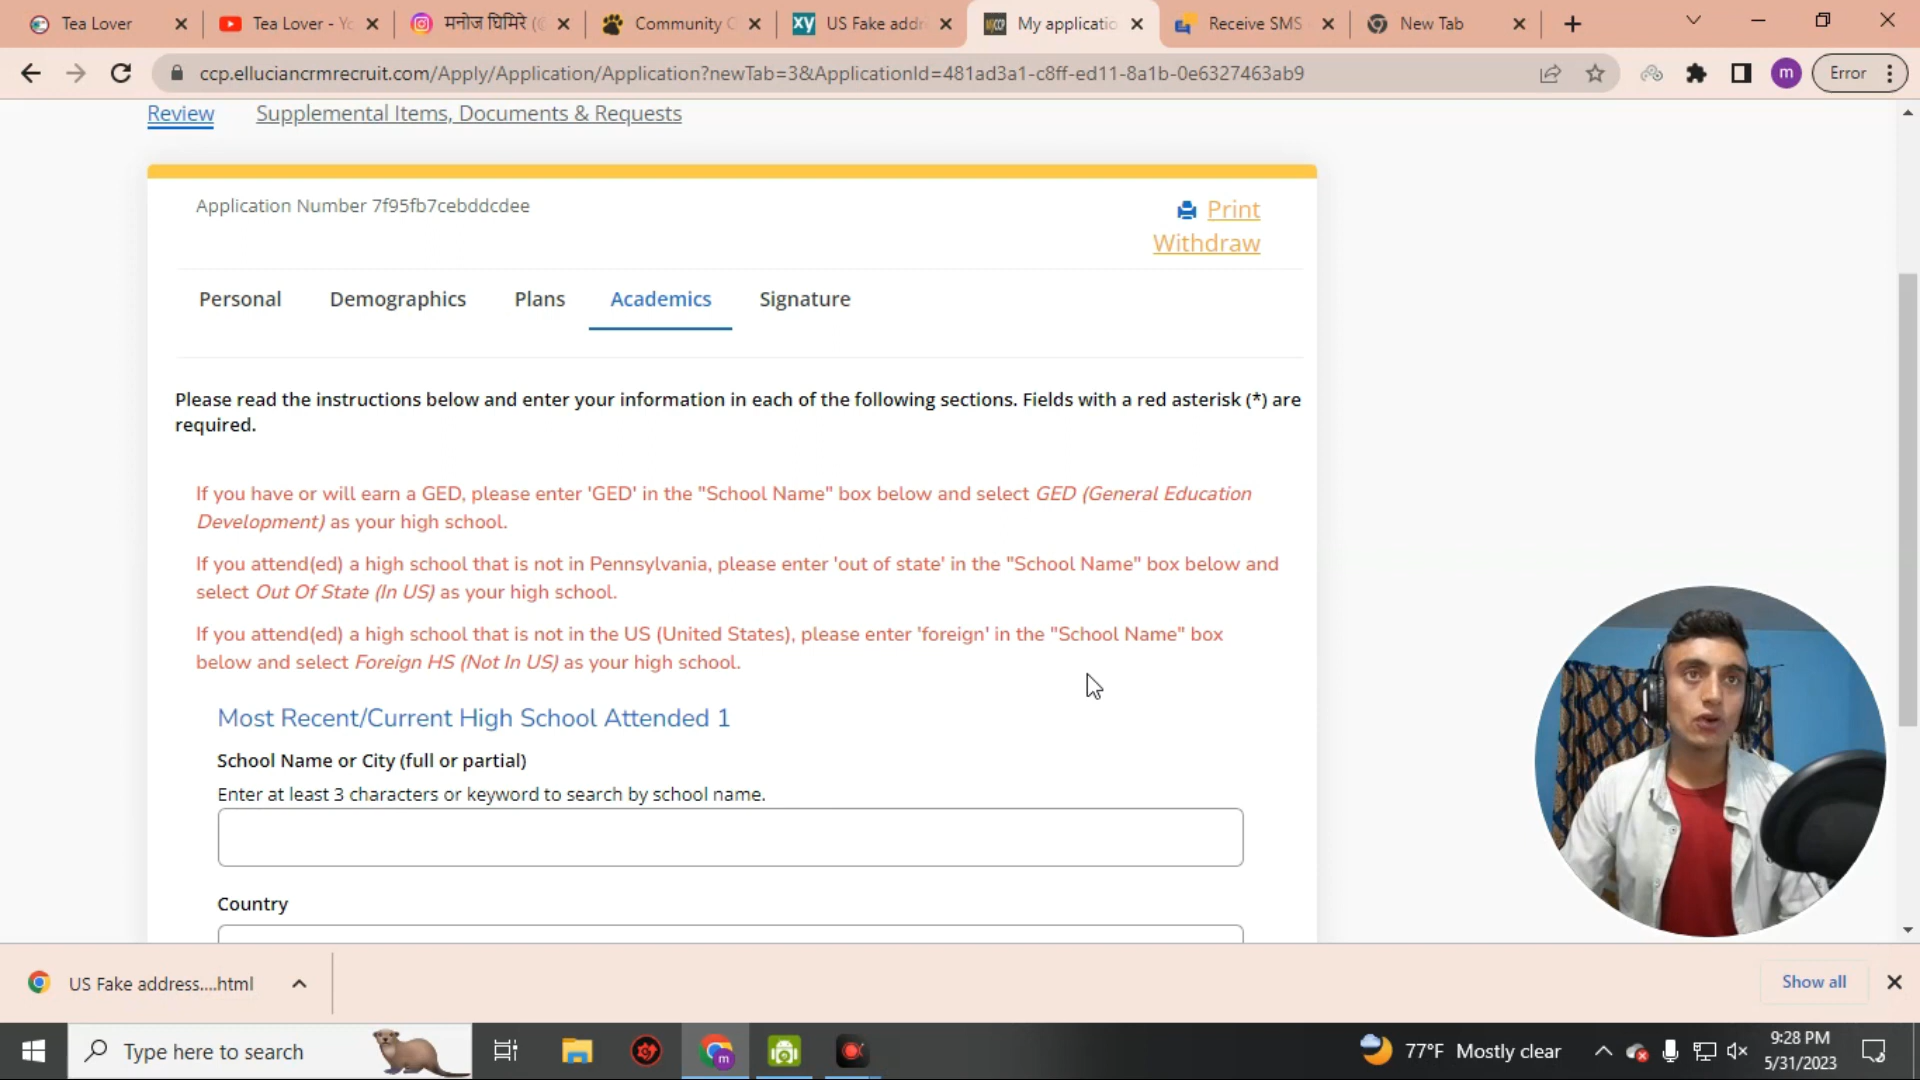 Tea Lover
Tea Lover - Yo
मनोज घिमिरे (@
Community C
US Fake addr
My applicatio
Receive SMS
New Tab
ccp.elluciancrmrecruit.com/Apply/Application/Application?newTab=3&ApplicationId=481ad3a1-c8ff-ed11-8a1b-0e6327463ab9
m
Error
Review
Supplemental Items, Documents & Requests
Application Number 7f95fb7cebddcdee
Print
Withdraw
Personal
Demographics
Plans
Academics
Signature
Please read the instructions below and enter your information in each of the following sections. Fields with a red asterisk (*) are
required.
If you have or will earn a GED, please enter 'GED' in the "School Name" box below and select GED (General Education
Development) as your high school.
If you attend(ed) a high school that is not in Pennsylvania, please enter 'out of state' in the "School Name" box below and
select Out Of State (In US) as your high school.
If you attend(ed) a high school that is not in the US (United States), please enter 'foreign' in the "School Name" box
below and select Foreign HS (Not In US) as your high school.
Most Recent/Current High School Attended 1
School Name or City (full or partial)
Enter at least 3 characters or keyword to search by school name.
Country
US Fake address....html
Show all
Type here to search
m
77°F Mostly clear
9:28 PM
5/31/2023